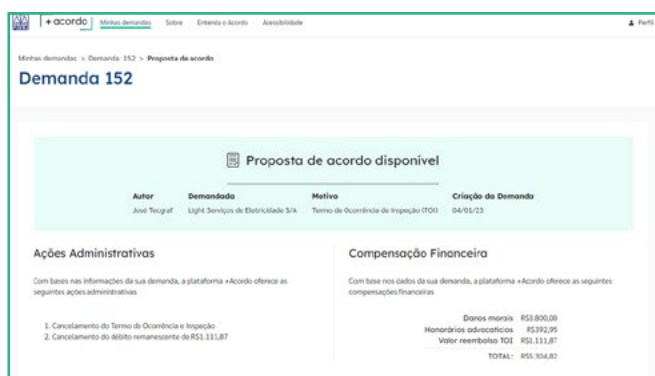 + acordo Minhas demandas Sobre Entenda o Acordo Acessibilidade Perfil
Minhas demandas > Demanda 152 > Proposta de acordo
Demanda 152
Proposta de acordo disponível
Autor Demandada Motivo Criação da Demanda
José Tecgraf Light Serviços de Eletricidade S/A Termo de Ocorrência de Inspeção (TOI) 04/01/23
Ações Administrativas
Com bases nas informações da sua demanda, a plataforma +Acordo oferece as
seguintes ações administrativas
1. Cancelamento do Termo de Ocorrência e Inspeção
2. Cancelamento do débito remanescente de R$1.111,87
Compensação Financeira
Com base nos dados da sua demanda, a plataforma +Acordo oferece as seguintes
compensações financeiras
Danos morais R$3.800,00
Honorários advocatícios R$392,95
Valor reembolso TOI R$1.111,87
TOTAL: R$5.304,82